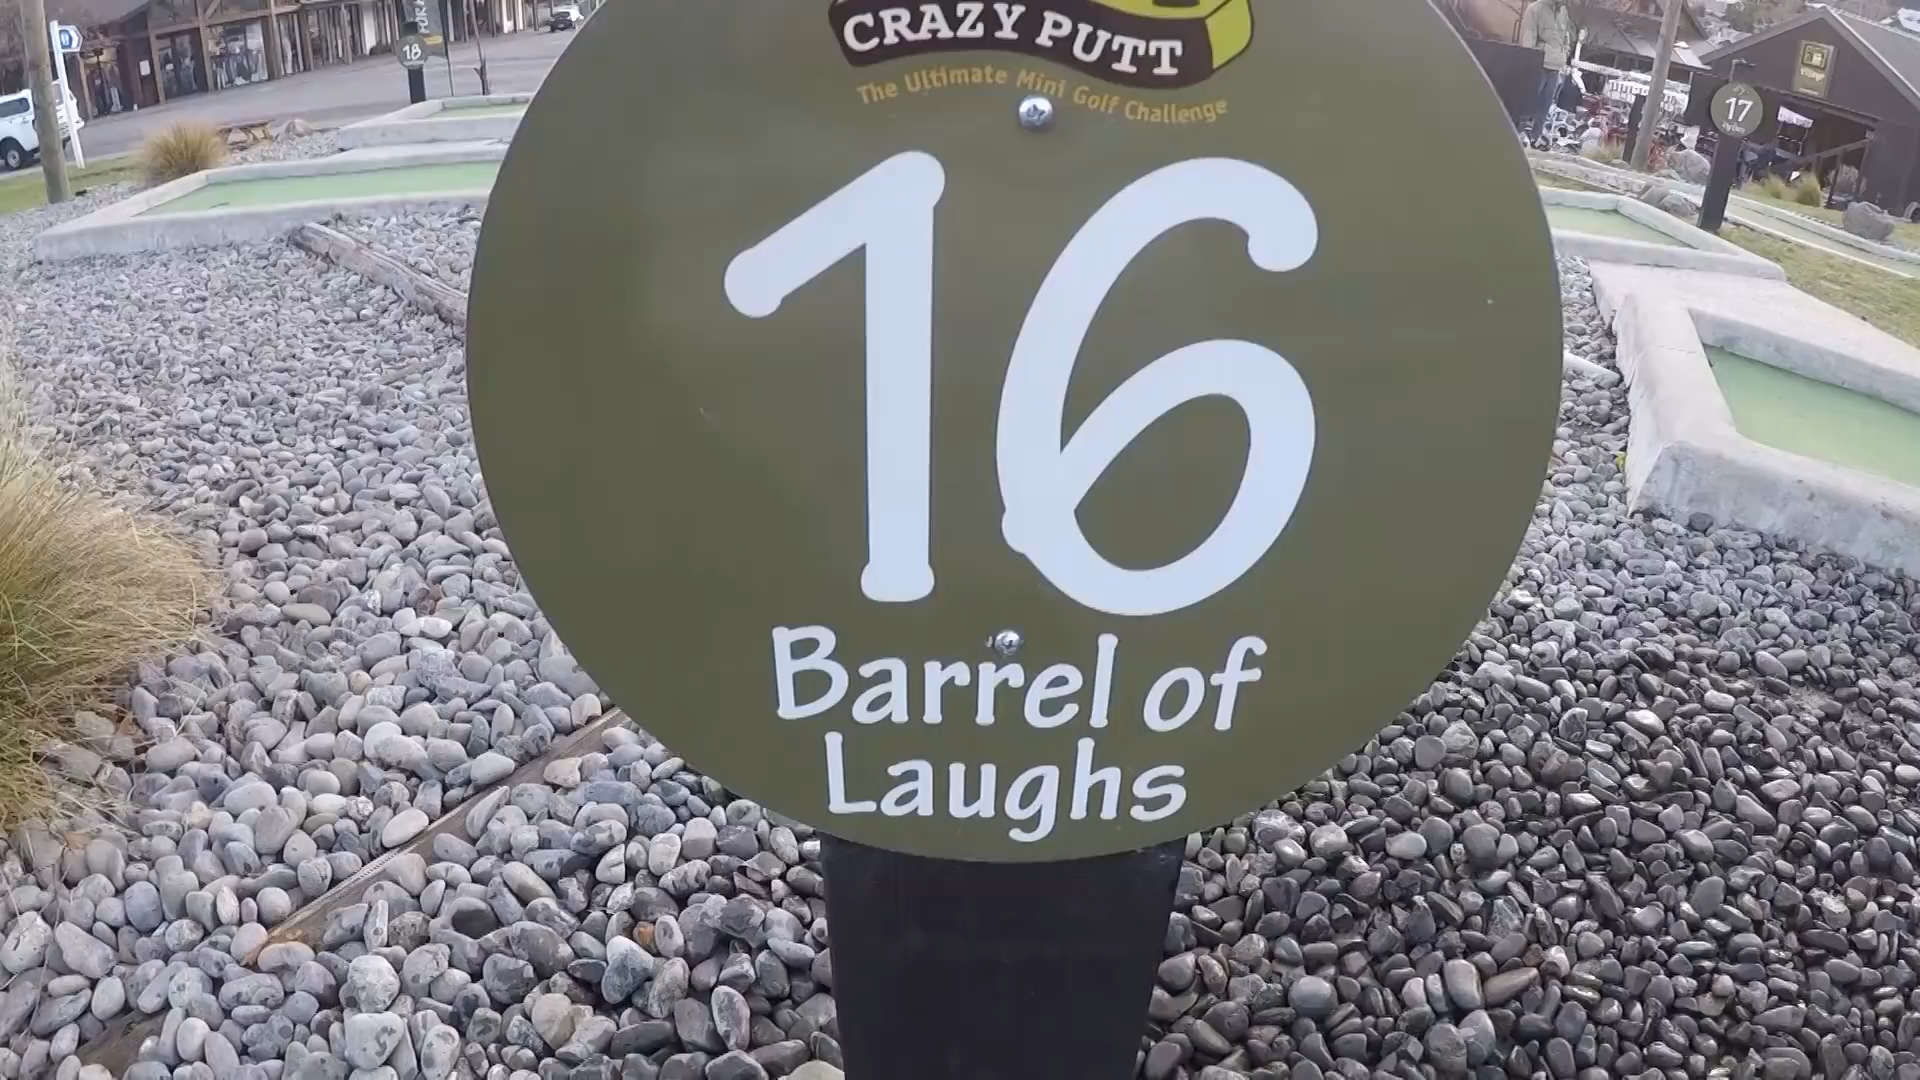 CRAZY PUTT
The Ultimate Mini Golf Challenge
16
Barrel of
Laughs
18
17